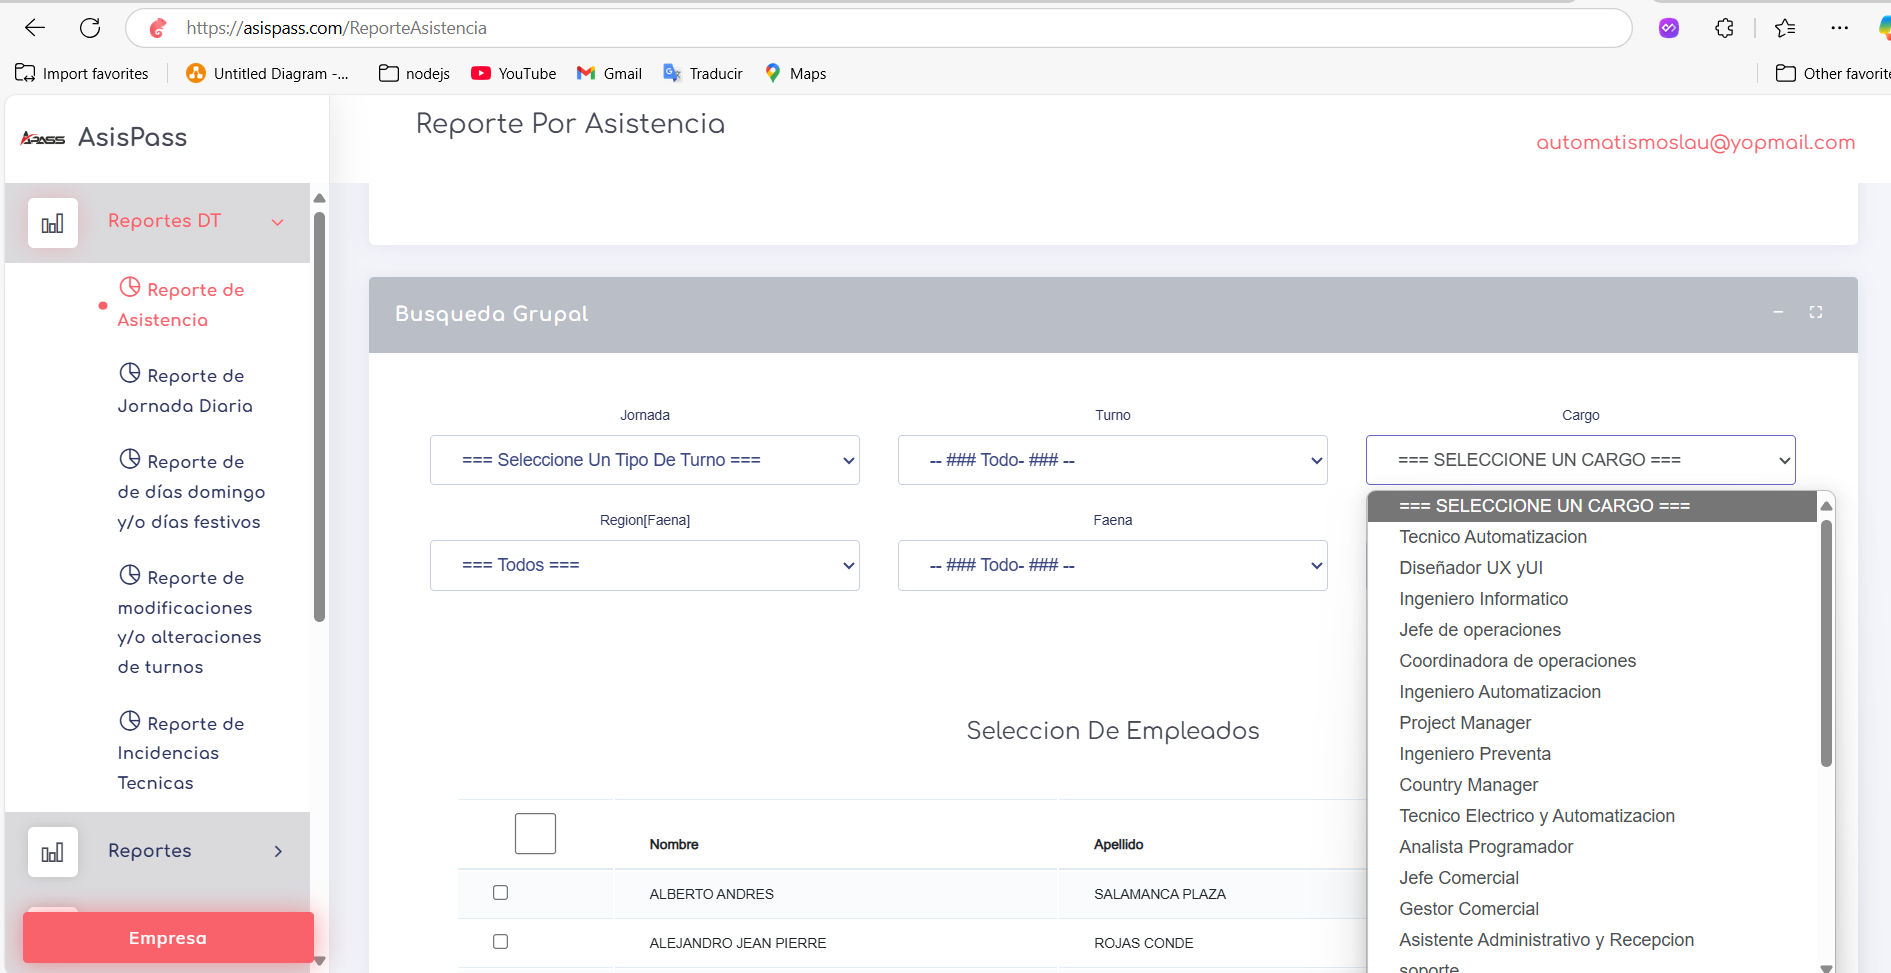 https://asispass.com/ReporteAsistencia
Import favorites
Untitled Diagram -...
nodejs
YouTube
Gmail
Traducir
Maps
Other favorite
APASS AsisPass
Reporte Por Asistencia
automatismoslau@yopmail.com
Reportes DT
Reporte de
Asistencia
Reporte de
Jornada Diaria
Reporte de
de días domingo
y/o días festivos
Reporte de
modificaciones
y/o alteraciones
de turnos
Reporte de
Incidencias
Tecnicas
Reportes
Empresa
Busqueda Grupal
Jornada
Turno
Cargo
=== Seleccione Un Tipo De Turno ===
-- ### Todo- ### --
=== SELECCIONE UN CARGO ===
Region[Faena]
Faena
=== Todos ===
-- ### Todo- ### --
=== SELECCIONE UN CARGO ===
Tecnico Automatizacion
Diseñador UX yUI
Ingeniero Informatico
Jefe de operaciones
Coordinadora de operaciones
Ingeniero Automatizacion
Project Manager
Ingeniero Preventa
Country Manager
Tecnico Electrico y Automatizacion
Analista Programador
Jefe Comercial
Gestor Comercial
Asistente Administrativo y Recepcion
soporte
Seleccion De Empleados
Nombre
Apellido
ALBERTO ANDRES
SALAMANCA PLAZA
ALEJANDRO JEAN PIERRE
ROJAS CONDE